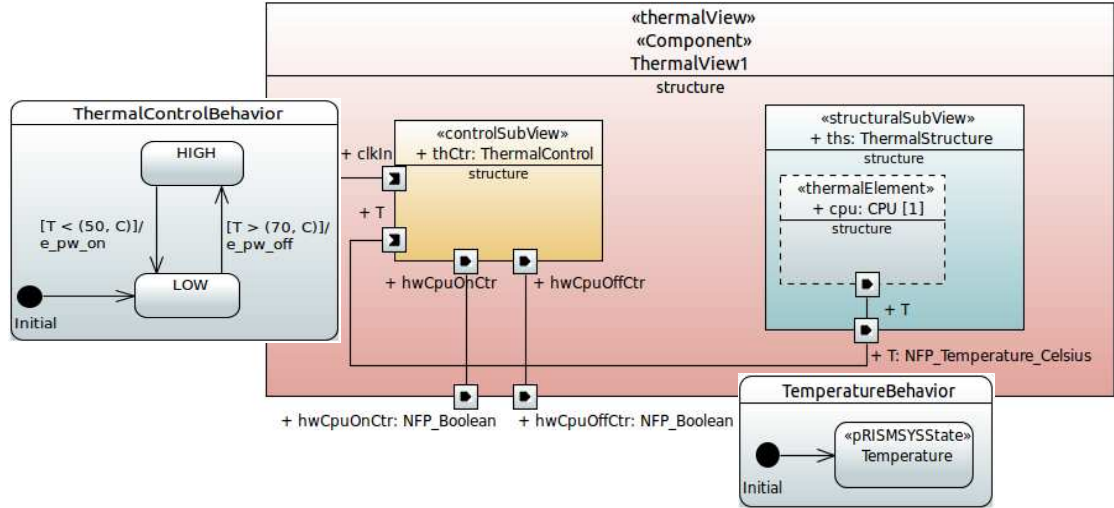 «thermalView»
«Component»
ThermalView1
structure
ThermalControlBehavior
HIGH
[T < (50, C)]/
e_pw_on
[T > (70, C)]/
e_pw_off
LOW
Initial
+ clkIn
+ T
«controlSubView»
+ thCtr: ThermalControl
structure
+ hwCpuOnCtr
+ hwCpuOffCtr
«structuralSubView»
+ ths: ThermalStructure
structure
«thermalElement»
+ cpu: CPU [1]
structure
+ T
+ T: NFP_Temperature_Celsius
+ hwCpuOnCtr: NFP_Boolean
+ hwCpuOffCtr: NFP_Boolean
TemperatureBehavior
«pRISMSYSState»
Temperature
Initial